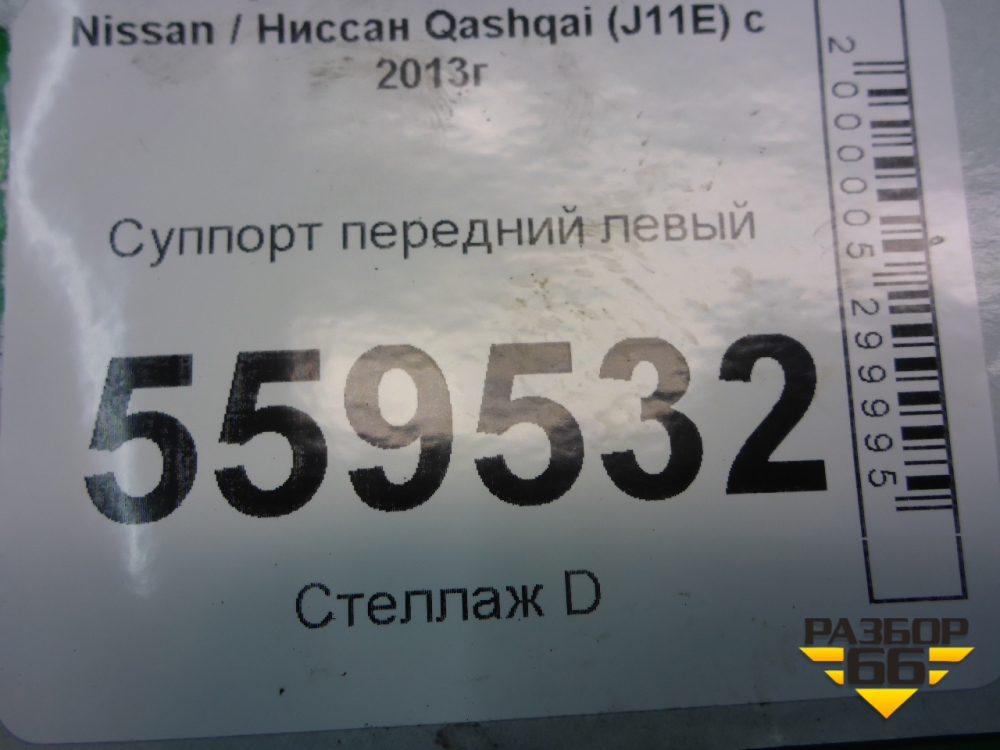 Nissan / Ниссан Qashqai (J11E) с
2013г
Суппорт передний левый
559532
Стеллаж D
2000005299995
РАЗБОР
66